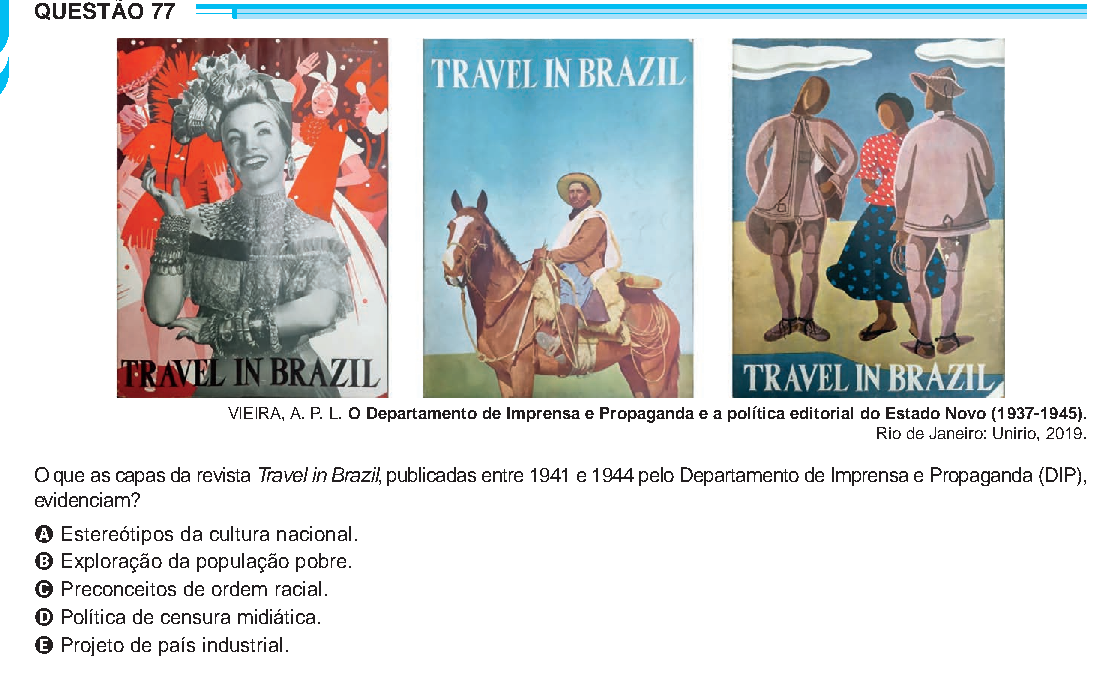 QUESTÃO 77
TRAVEL IN BRAZIL
TRAVEL IN BRAZIL
TRAVEL IN BRAZIL
VIEIRA, A. P. L. O Departamento de Imprensa e Propaganda e a política editorial do Estado Novo (1937-1945).
Rio de Janeiro: Unirio, 2019.
O que as capas da revista Travel in Brazil, publicadas entre 1941 e 1944 pelo Departamento de Imprensa e Propaganda (DIP),
evidenciam?
A Estereótipos da cultura nacional.
B Exploração da população pobre.
C Preconceitos de ordem racial.
D Política de censura midiática.
E Projeto de país industrial.